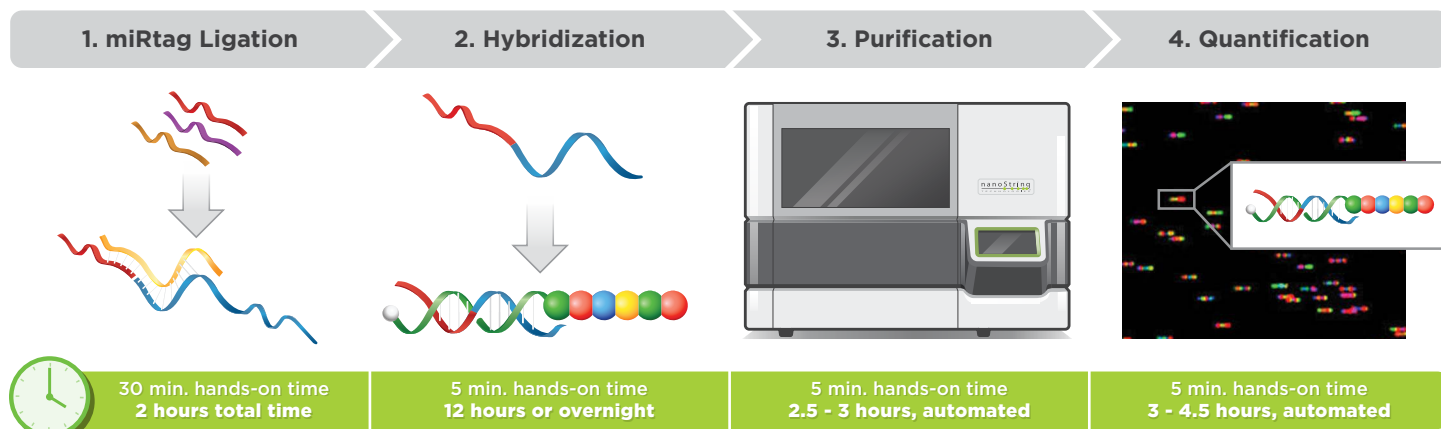 1. miRtag Ligation
2. Hybridization
3. Purification
4. Quantification
nanoString
30 min. hands-on time
2 hours total time
5 min. hands-on time
12 hours or overnight
5 min. hands-on time
2.5 - 3 hours, automated
5 min. hands-on time
3 - 4.5 hours, automated